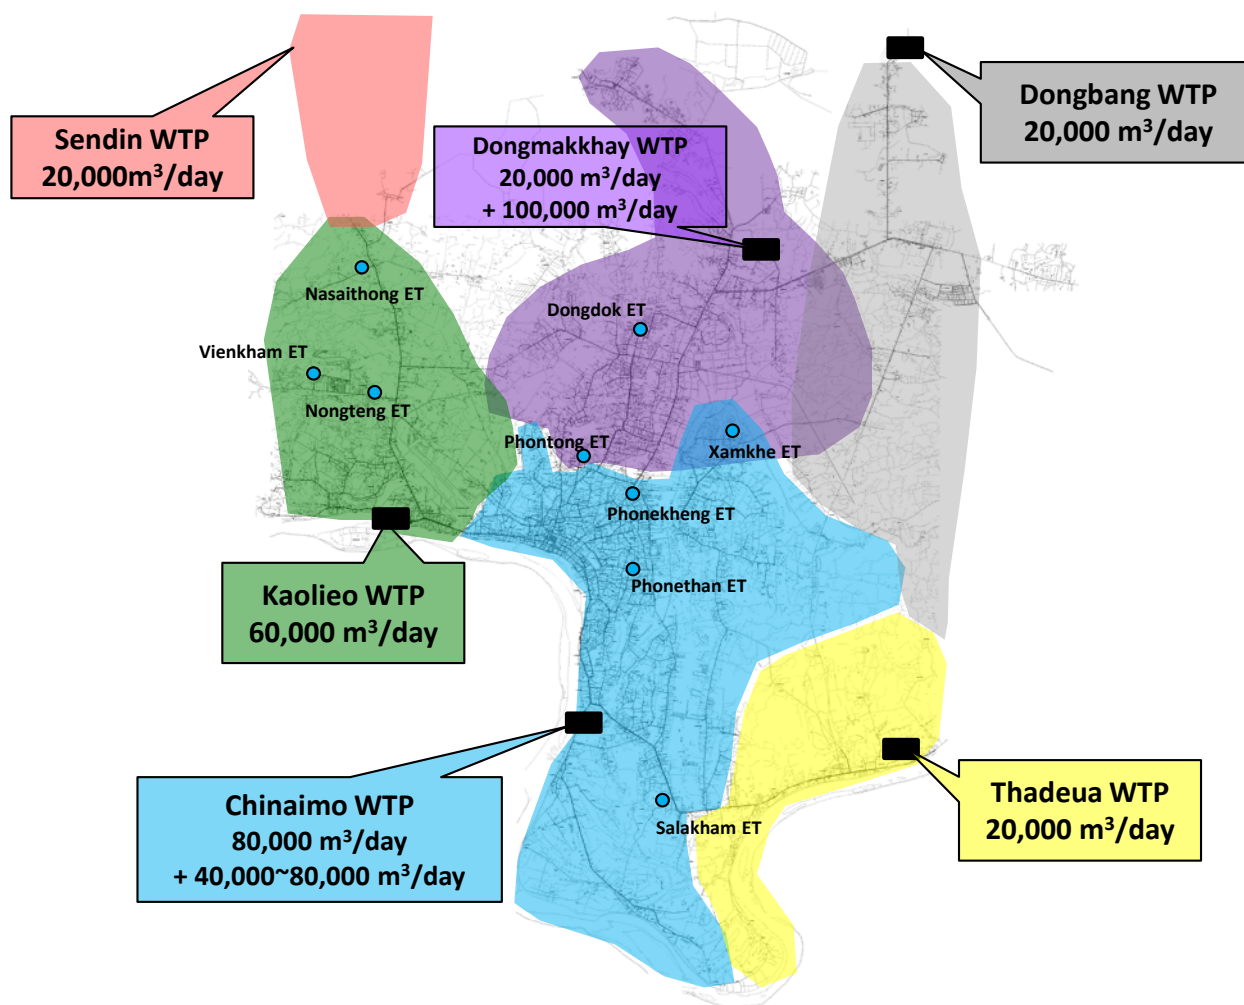 Sendin WTP
20,000m³/day
Dongmakkhay WTP
20,000 m³/day
+ 100,000 m³/day
Dongbang WTP
20,000 m³/day
Nasaithong ET
Dongdok ET
Vienkham ET
Nongteng ET
Phontong ET
Xamkhe ET
Phonekheng ET
Phonethan ET
Kaolieo WTP
60,000 m³/day
Chinaimo WTP
80,000 m³/day
+ 40,000~80,000 m³/day
Salakham ET
Thadeua WTP
20,000 m³/day